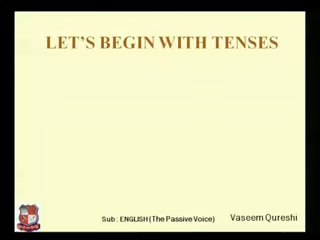 LET'S BEGIN WITH TENSES
Sub : ENGLISH (The Passive Voice)
Vaseem Qureshi